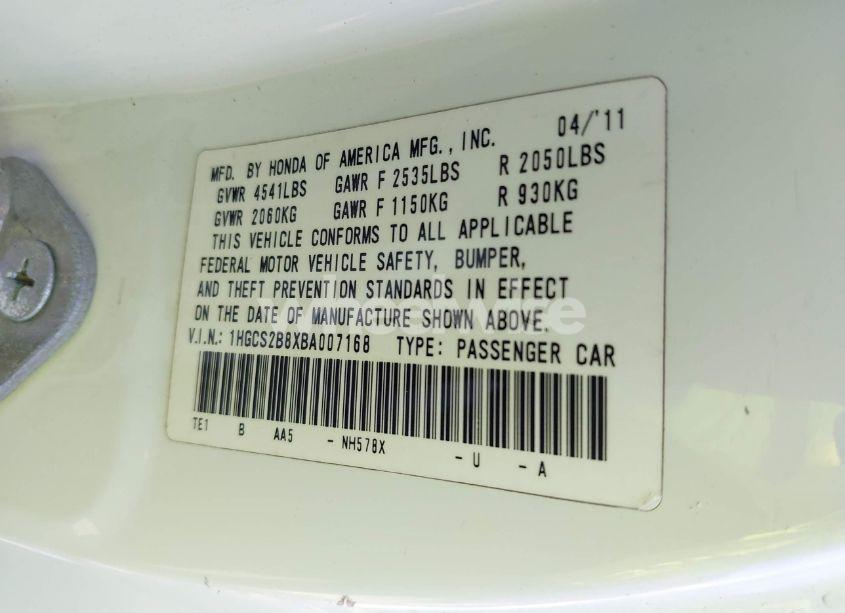 MFD. BY HONDA OF AMERICA MFG., INC. 04/'11
GVWR 4541LBS GAWR F 2535LBS R 2050LBS
GVWR 2060KG GAWR F 1150KG R 930KG
THIS VEHICLE CONFORMS TO ALL APPLICABLE
FEDERAL MOTOR VEHICLE SAFETY, BUMPER,
AND THEFT PREVENTION STANDARDS IN EFFECT
ON THE DATE OF MANUFACTURE SHOWN ABOVE.
V.I.N.: 1HGCS2B8XBA007168 TYPE: PASSENGER CAR
TE1 B AA5 - NH578X - U - A